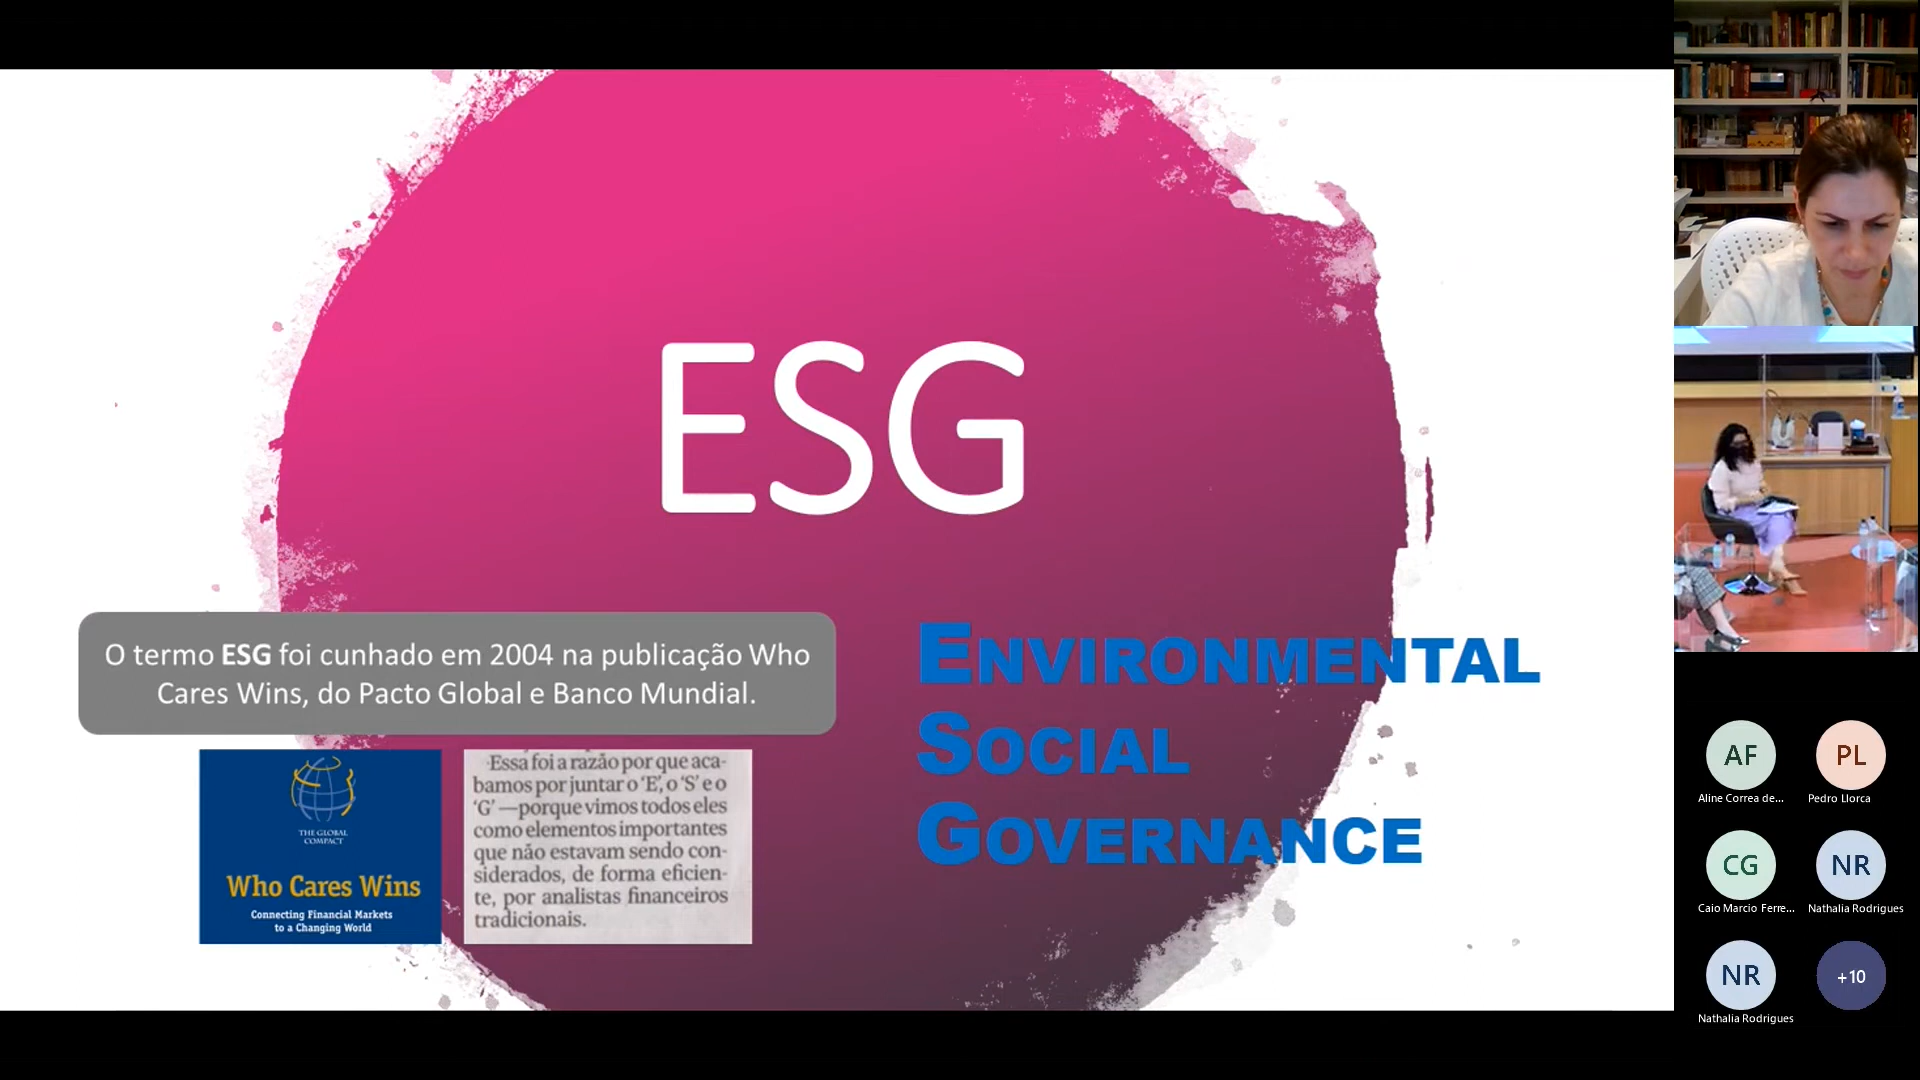 ESG
O termo ESG foi cunhado em 2004 na publicação Who
Cares Wins, do Pacto Global e Banco Mundial.
ENVIRONMENTAL
SOCIAL
GOVERNANCE
THE GLOBAL
COMPACT
Who Cares Wins
Connecting Financial Markets
to a Changing World
Essa foi a razão por que aca-
bamos por juntar o ‘E’, o ‘S’ e o
‘G’ —porque vimos todos eles
como elementos importantes
que não estavam sendo con-
siderados, de forma eficien-
te, por analistas financeiros
tradicionais.
AF
Aline Correa de...
PL
Pedro Llorca
CG
Caio Marcio Ferre...
NR
Nathalia Rodrigues
NR
Nathalia Rodrigues
+10